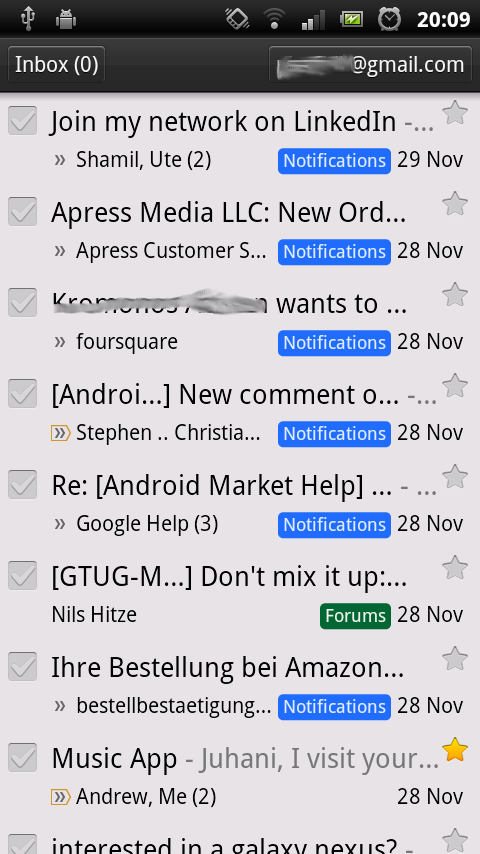 20:09
Inbox (0)
@gmail.com
Join my network on LinkedIn -...
» Shamil, Ute (2) Notifications 29 Nov
Apress Media LLC: New Ord...
» Apress Customer S... Notifications 28 Nov
wants to ...
» foursquare Notifications 28 Nov
[Androi...] New comment o... -...
» Stephen .. Christia... Notifications 28 Nov
Re: [Android Market Help] ... - ...
» Google Help (3) Notifications 28 Nov
[GTUG-M...] Don't mix it up:...
Nils Hitze Forums 28 Nov
Ihre Bestellung bei Amazon...
» bestellbestaetigung... Notifications 28 Nov
Music App - Juhani, I visit your...
» Andrew, Me (2) 28 Nov
interested in a galaxy nexus? -